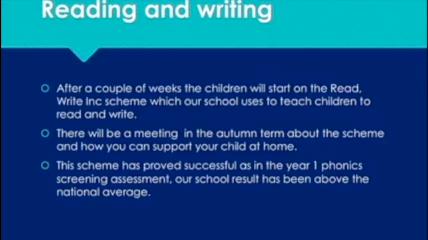 Reading and writing
After a couple of weeks the children will start on the Read,
Write Inc scheme which our school uses to teach children to
read and write.
There will be a meeting in the autumn term about the scheme
and how you can support your child at home.
This scheme has proved successful as in the year 1 phonics
screening assessment, our school result has been above the
national average.